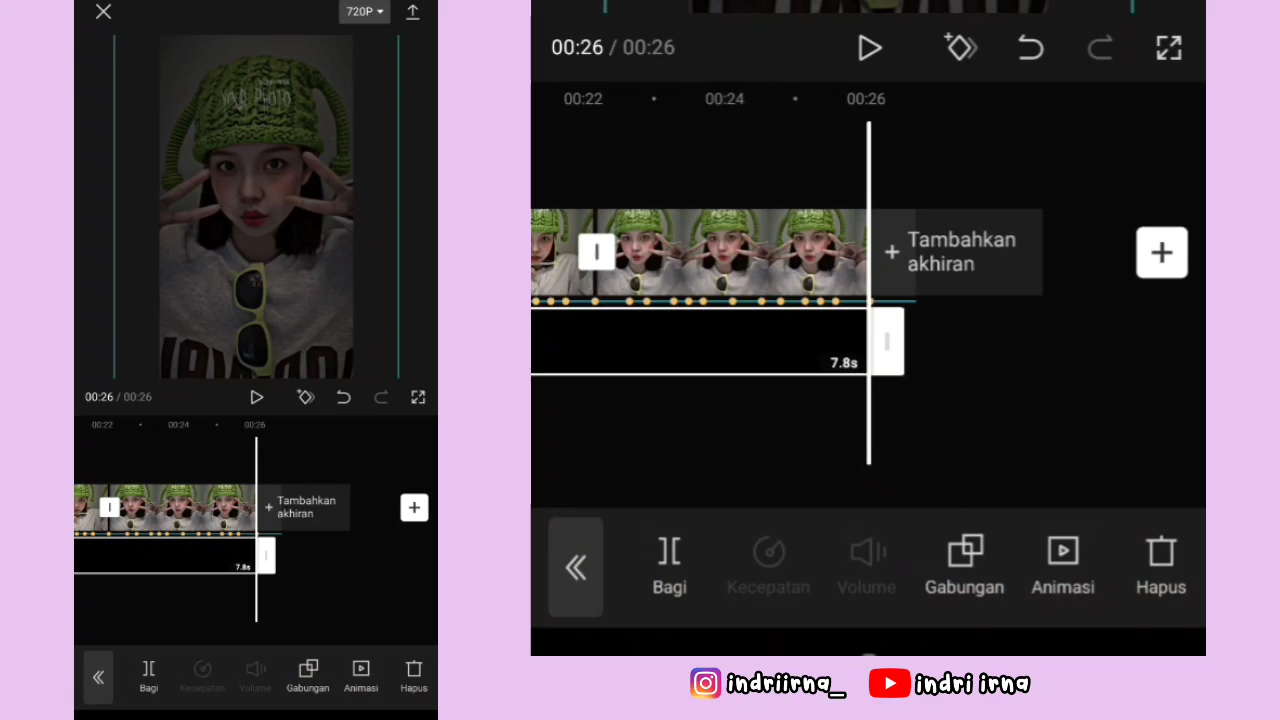 720P
YOUR PHOTO
00:26 / 00:26
00:22 00:24 00:26
+ Tambahkan
akhiran
7.8s
Bagi Kecepatan Volume Gabungan Animasi Hapus
00:26 / 00:26
00:22 00:24 00:26
+ Tambahkan
akhiran
7.8s
Bagi Kecepatan Volume Gabungan Animasi Hapus
indriirna_ indri irna